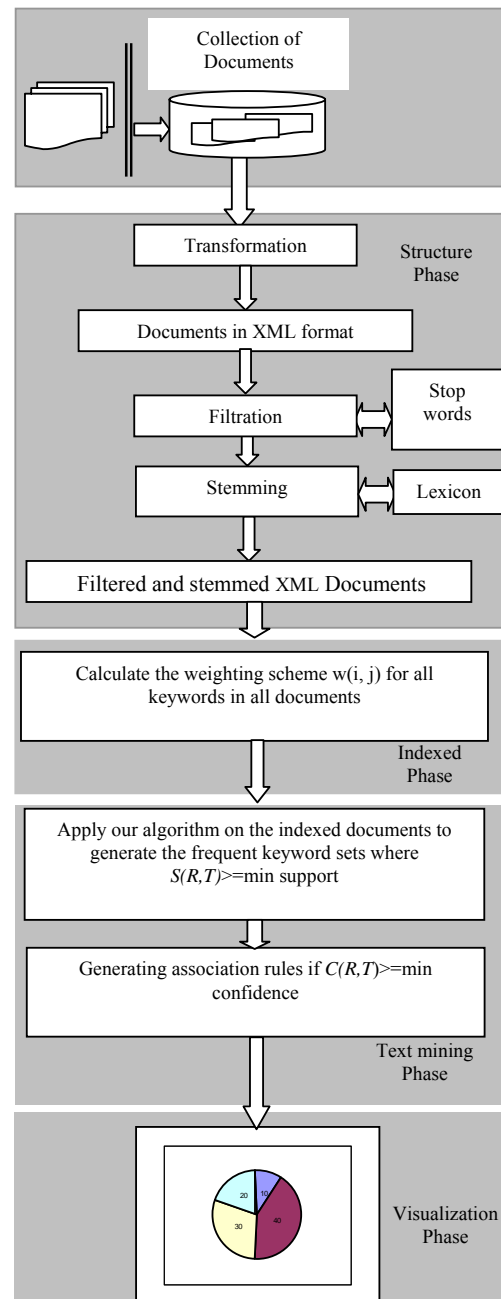 Collection of
Documents
Transformation
Structure
Phase
Documents in XML format
Filtration
Stop
words
Stemming
Lexicon
Filtered and stemmed XML Documents
Calculate the weighting scheme w(i, j) for all
keywords in all documents
Indexed
Phase
Apply our algorithm on the indexed documents to
generate the frequent keyword sets where
S(R,T)>=min support
Generating association rules if C(R,T)>=min
confidence
Text mining
Phase
20
10
30
40
Visualization
Phase